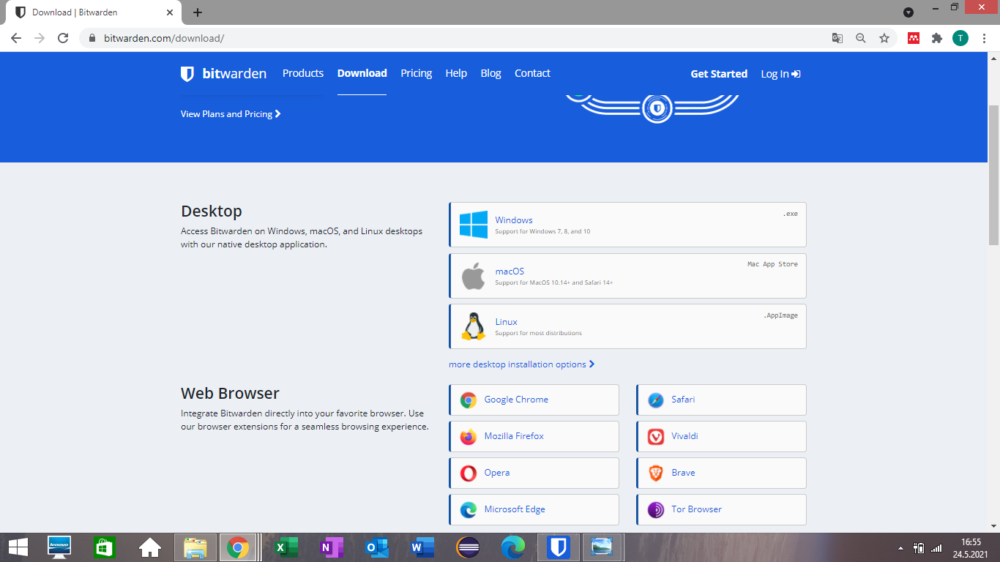 Download | Bitwarden
bitwarden.com/download/
T
bitwarden Products Download Pricing Help Blog Contact Get Started Log In
View Plans and Pricing
Desktop
Access Bitwarden on Windows, macOS, and Linux desktops
with our native desktop application.
Windows
Support for Windows 7, 8, and 10
.exe
macOS
Support for MacOS 10.14+ and Safari 14+
Mac App Store
Linux
Support for most distributions
.AppImage
more desktop installation options
Web Browser
Integrate Bitwarden directly into your favorite browser. Use
our browser extensions for a seamless browsing experience.
Google Chrome
Safari
Mozilla Firefox
Vivaldi
Opera
Brave
Microsoft Edge
Tor Browser
lenovo
X
N
O
W
16:55
24.5.2021